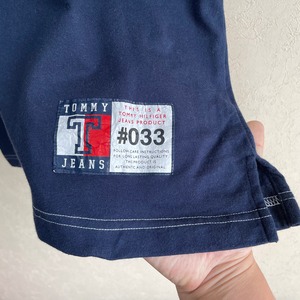 TOMMY
T
JEANS
THIS IS A
TOMMY HILFIGER
JEANS PRODUCT
#033
FOLLOW CARE INSTRUCTIONS
FOR LONG LASTING QUALITY
THE PRODUCT IS
AUTHENTIC AND ORIGINAL